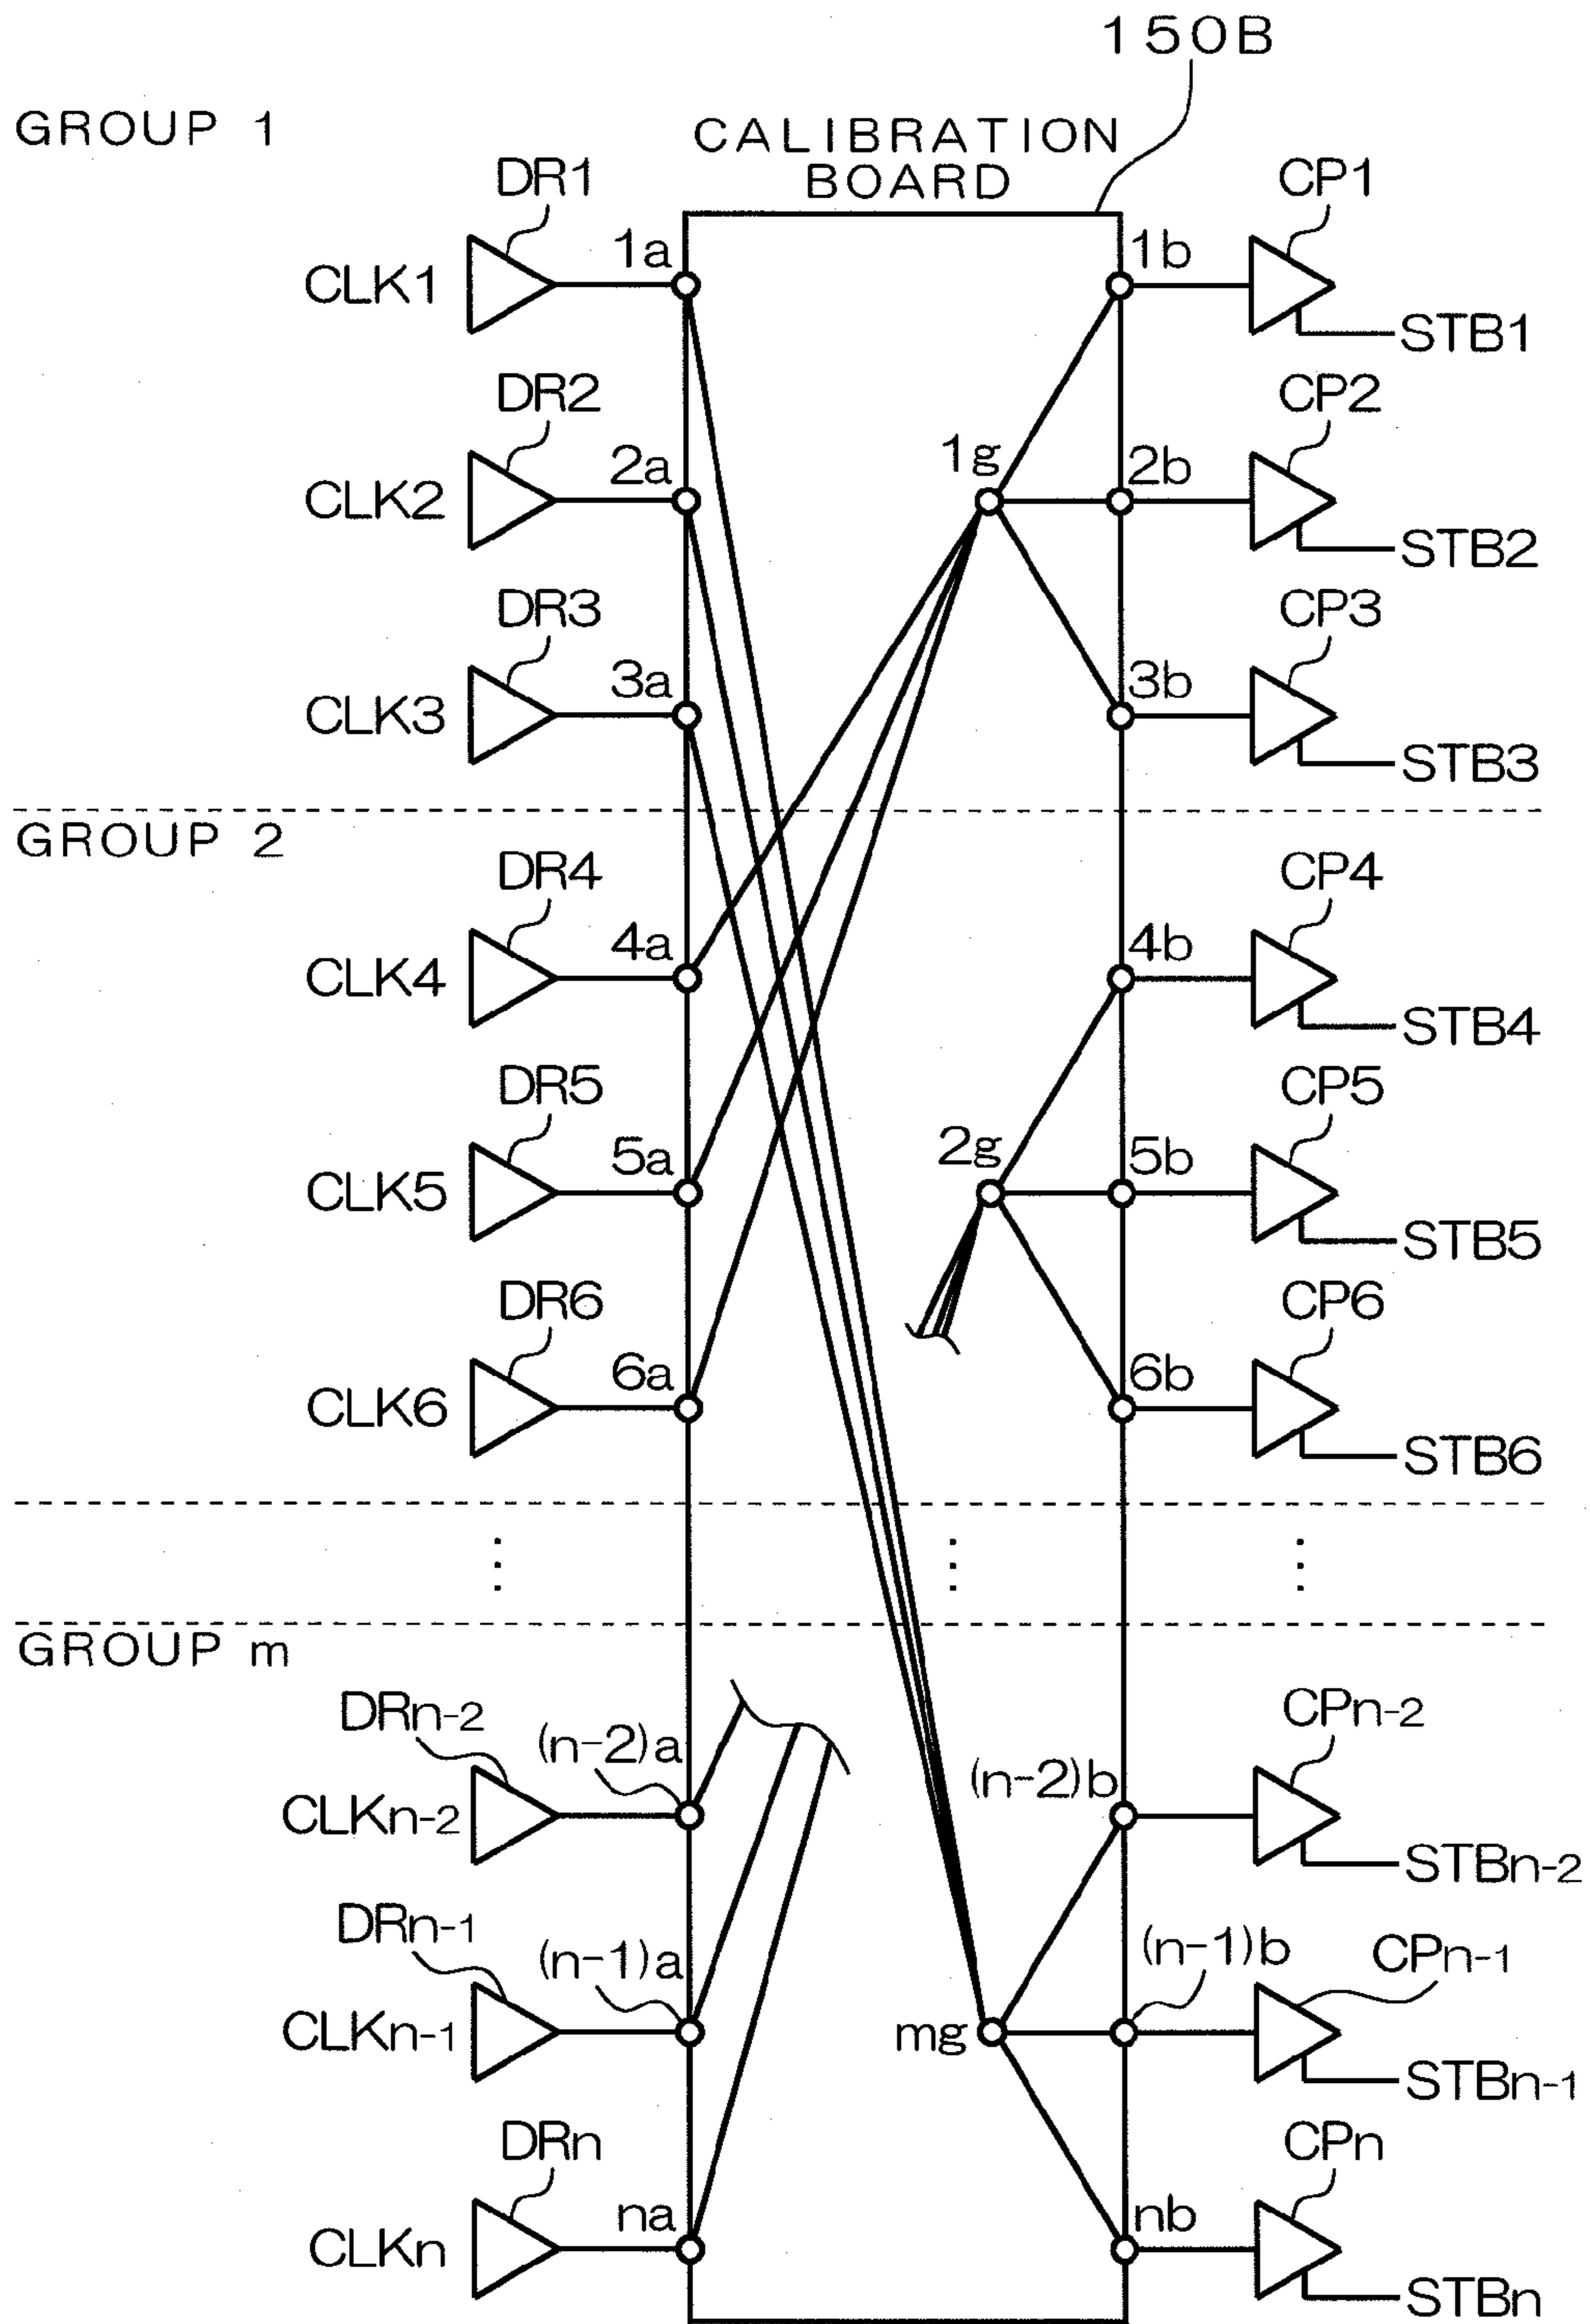 150B
GROUP 1
CALIBRATION
BOARD
DR1
CP1
1a
1b
CLK1
STB1
DR2
CP2
2a
1g
2b
CLK2
STB2
DR3
CP3
3a
3b
CLK3
STB3
GROUP 2
DR4
CP4
4a
4b
CLK4
STB4
DR5
CP5
5a
2g
5b
CLK5
STB5
DR6
CP6
6a
6b
CLK6
STB6
GROUP m
DRn-2
CPn-2
(n-2)a
(n-2)b
CLKn-2
STBn-2
DRn-1
CPn-1
(n-1)a
(n-1)b
CLKn-1
mg
STBn-1
DRn
CPn
na
nb
CLKn
STBn